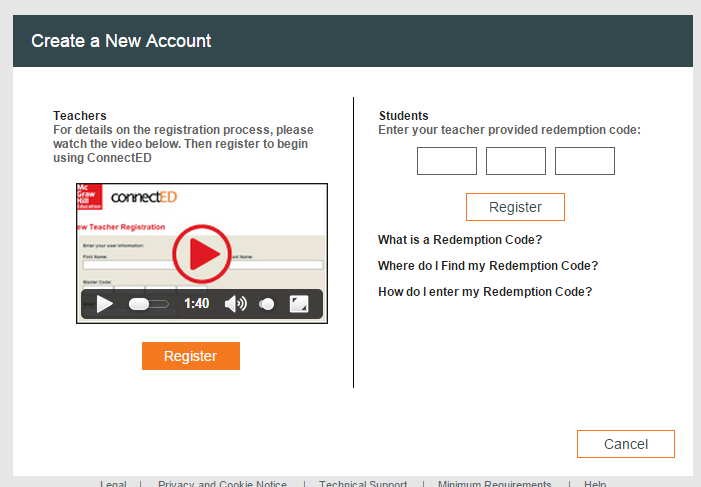 Create a New Account
Teachers
For details on the registration process, please
watch the video below. Then register to begin
using ConnectED
Mc
Graw
Hill
Education
connectED
ew Teacher Registration
Enter your user information:
First Name:
Last Name:
Master Code:
1:40
Register
Students
Enter your teacher provided redemption code:
Register
What is a Redemption Code?
Where do I Find my Redemption Code?
How do I enter my Redemption Code?
Cancel
Legal | Privacy and Cookie Notice | Technical Support | Minimum Requirements | Help